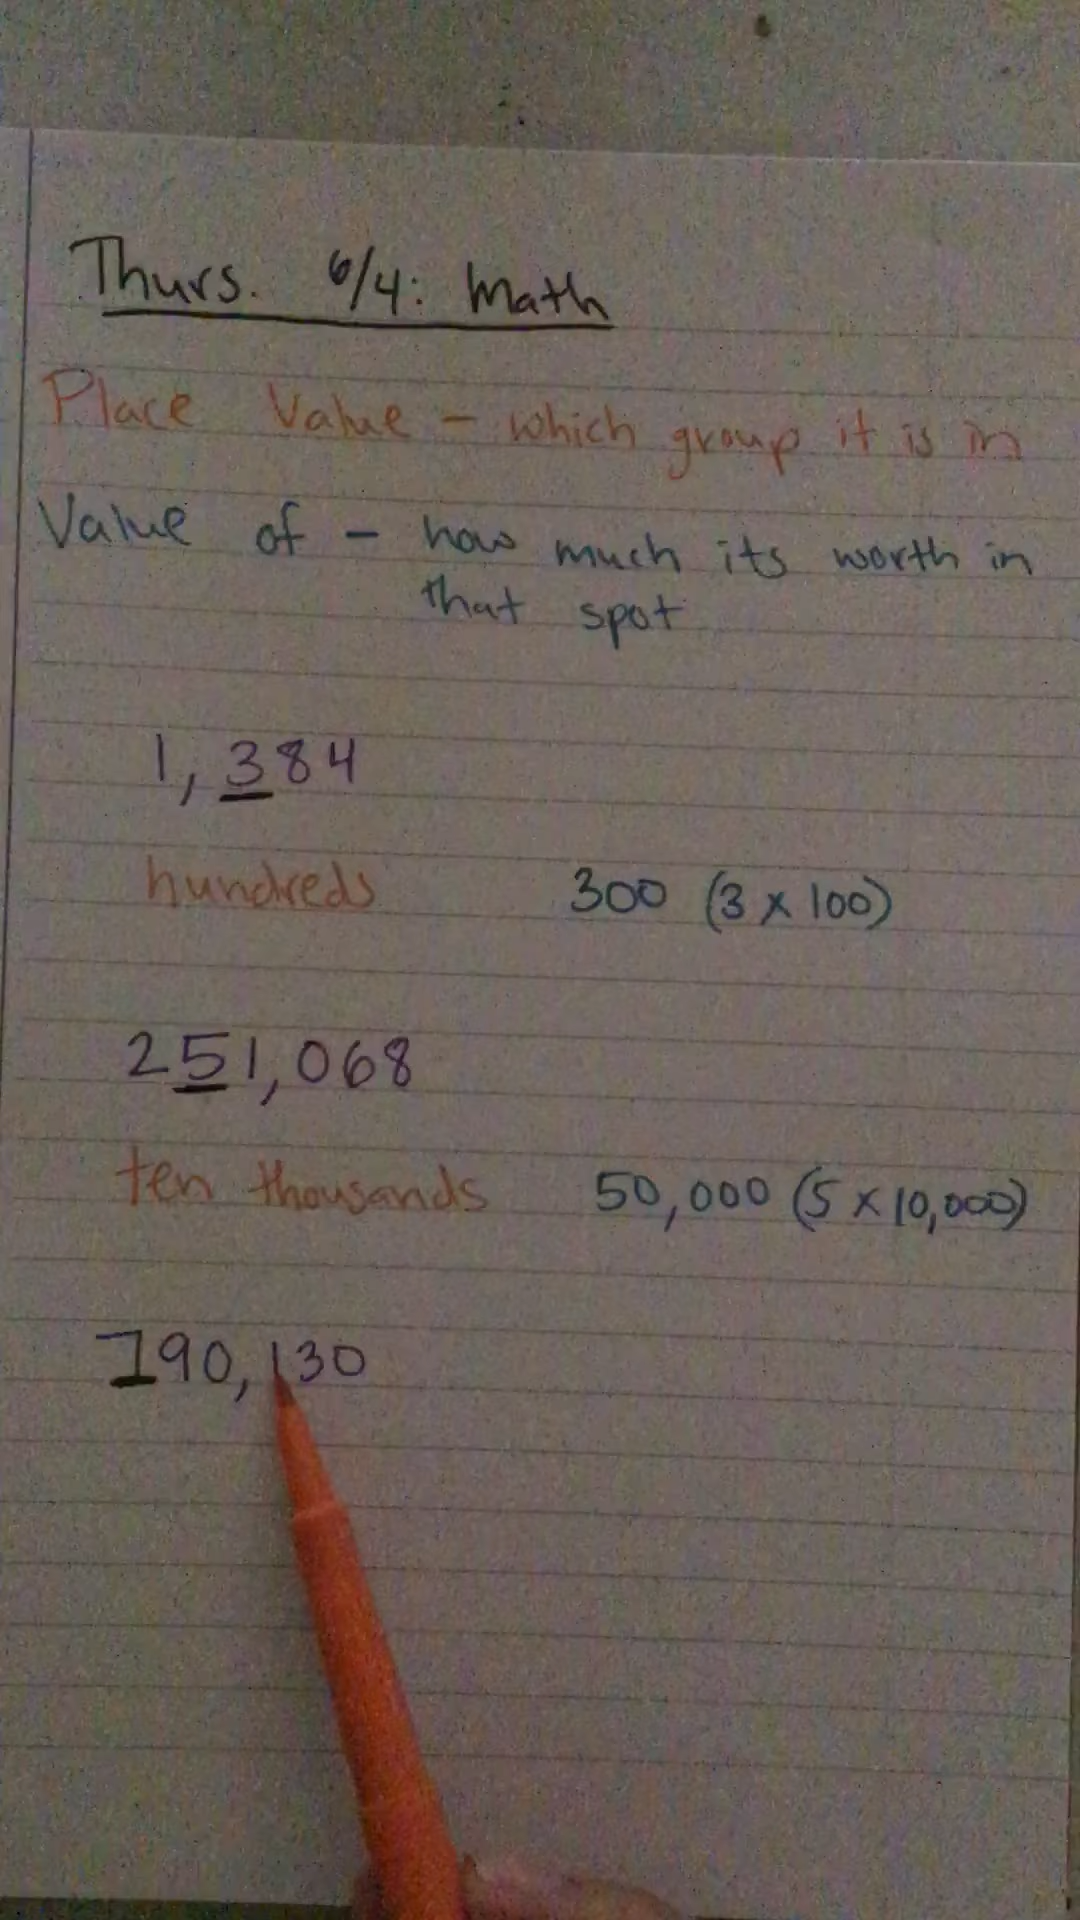 Thurs. 6/4: Math
Place Value - which group it is in
Value of - how much its worth in
that spot
1,384
hundreds 300 (3 x 100)
251,068
ten thousands 50,000 (5 x 10,000)
790,130